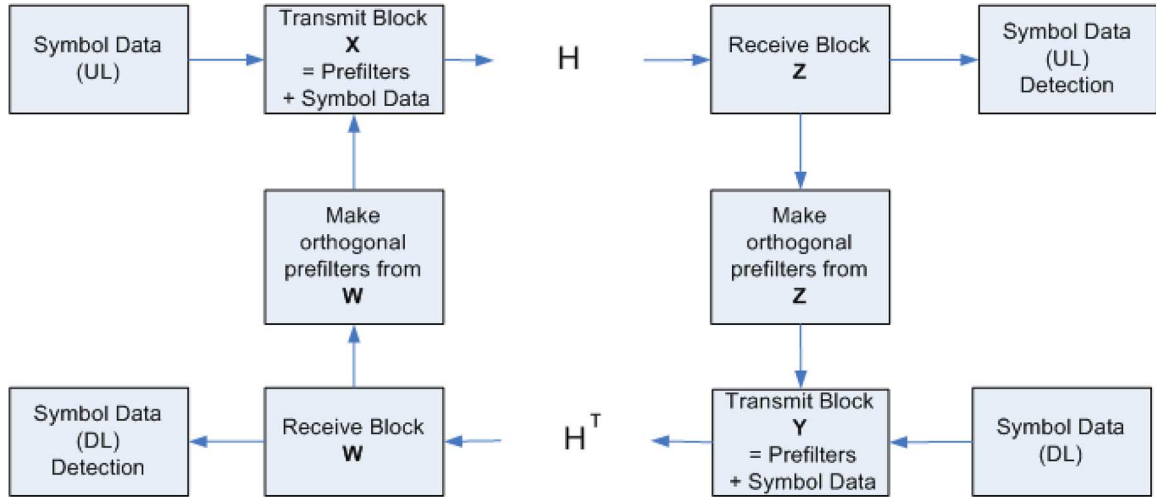 Symbol Data
(UL)
Transmit Block
X
= Prefilters
+ Symbol Data
H
Receive Block
Z
Symbol Data
(UL)
Detection
Make
orthogonal
prefilters from
W
Make
orthogonal
prefilters from
Z
Symbol Data
(DL)
Detection
Receive Block
W
H^T
Transmit Block
Y
= Prefilters
+ Symbol Data
Symbol Data
(DL)